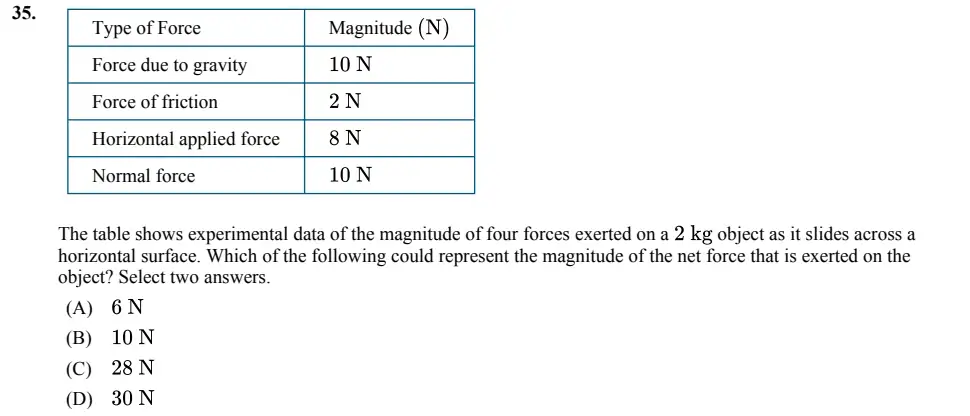 35.
Type of Force Magnitude (N)
Force due to gravity 10 N
Force of friction 2 N
Horizontal applied force 8 N
Normal force 10 N
The table shows experimental data of the magnitude of four forces exerted on a 2 kg object as it slides across a
horizontal surface. Which of the following could represent the magnitude of the net force that is exerted on the
object? Select two answers.
(A) 6 N
(B) 10 N
(C) 28 N
(D) 30 N